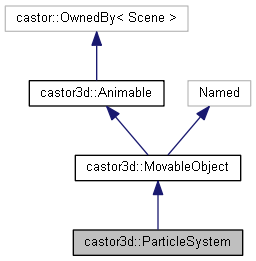 castor::OwnedBy< Scene >
castor3d::Animable
Named
castor3d::MovableObject
castor3d::ParticleSystem